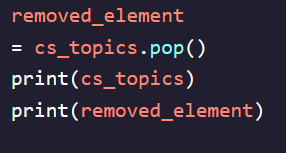 removed_element
= cs_topics.pop()
print(cs_topics)
print(removed_element)